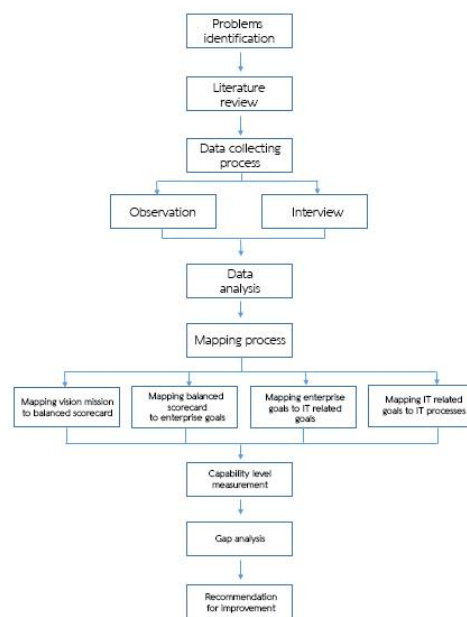 Problems
identification
Literature
review
Data collecting
process
Observation
Interview
Data
analysis
Mapping process
Mapping vision mission
to balanced scorecard
Mapping balanced
scorecard
to enterprise goals
Mapping enterprise
goals to IT related
goals
Mapping IT related
goals to IT processes
Capability level
measurement
Gap analysis
Recommendation
for improvement